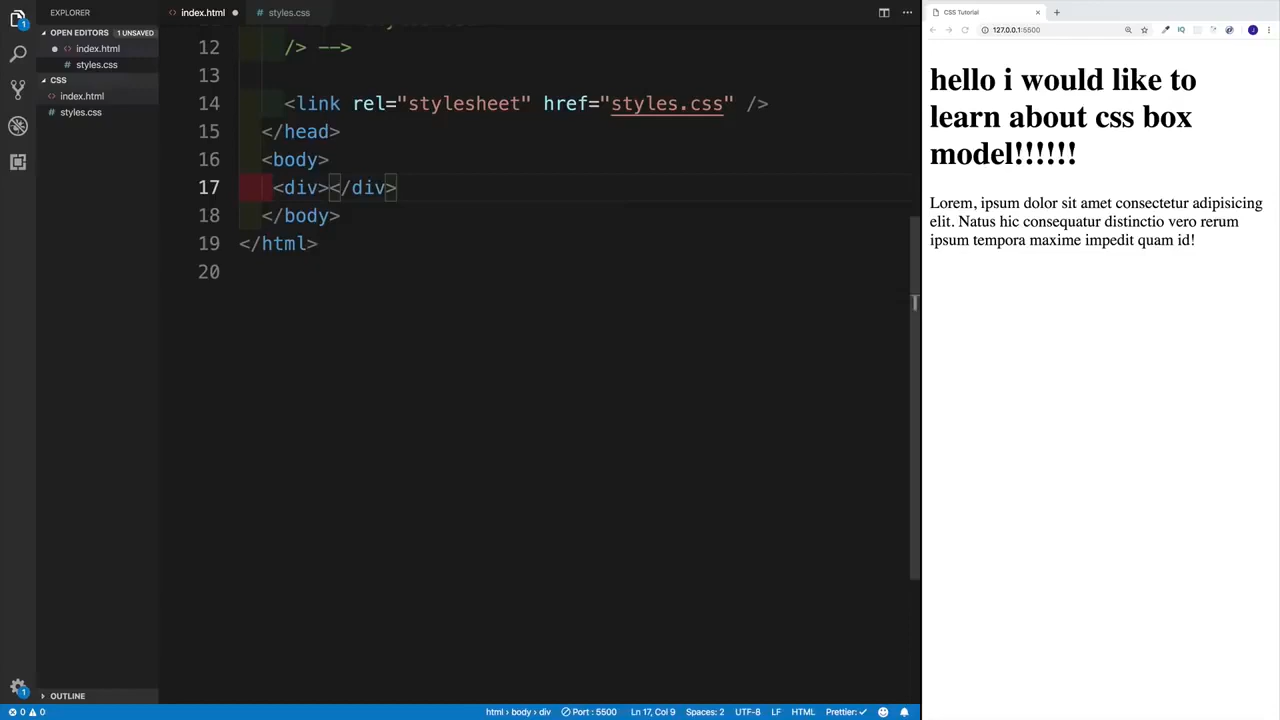 EXPLORER
OPEN EDITORS 1 UNSAVED
index.html
styles.css
CSS
index.html
styles.css
OUTLINE
1
1
index.html
styles.css
12 /> -->
13
14 <link rel="stylesheet" href="styles.css" />
15 </head>
16 <body>
17 <div></div>
18 </body>
19 </html>
20
0 0
html › body › div
Port : 5500
Ln 17, Col 9
Spaces: 2
UTF-8
LF
HTML
Prettier: ✓
CSS Tutorial
127.0.0.1:5500
hello i would like to
learn about css box
model!!!!!!
Lorem, ipsum dolor sit amet consectetur adipisicing
elit. Natus hic consequatur distinctio vero rerum
ipsum tempora maxime impedit quam id!